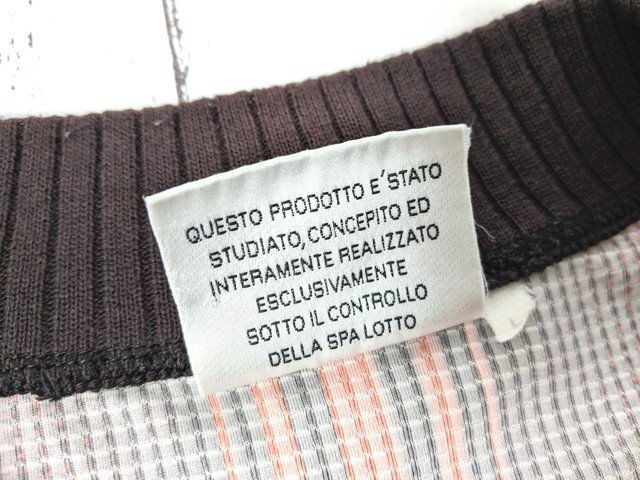 QUESTO PRODOTTO E'STATO
STUDIATO, CONCEPITO ED
INTERAMENTE REALIZZATO
ESCLUSIVAMENTE
SOTTO IL CONTROLLO
DELLA SPA LOTTO